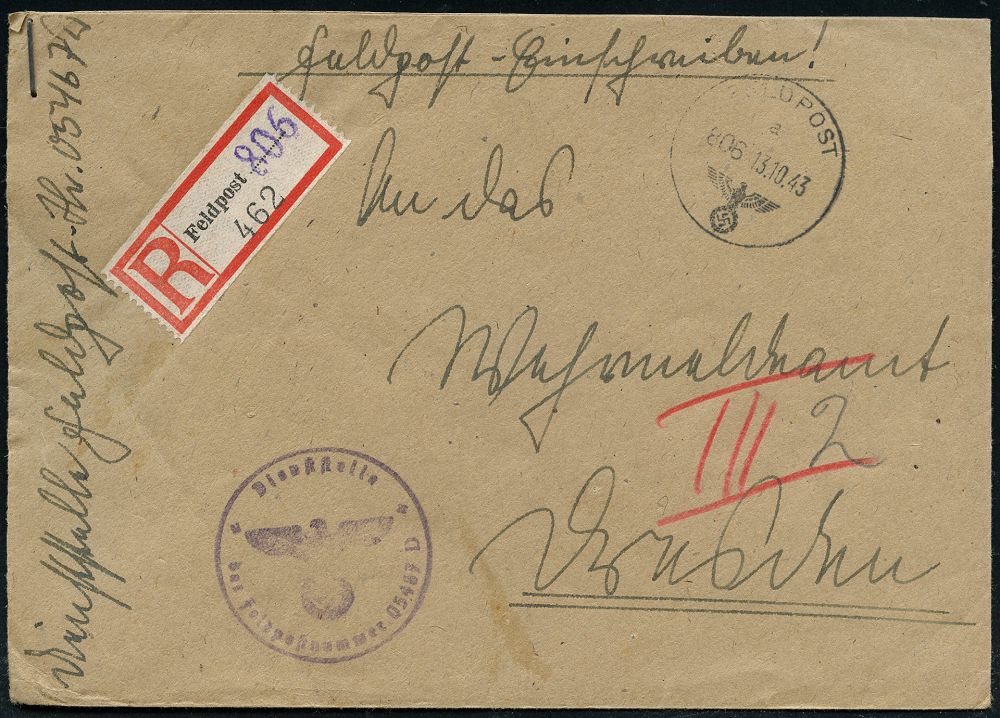 Feldpost-Einschreiben!
R
Feldpost 806
462
FELDPOST
a
806 13.10.43
An das
Wehrmeldeamt
III 2
Dresden
Dienststelle
der Feldpostnummer 05467 D
Dienststelle Feldpost-Nr. 05467 D